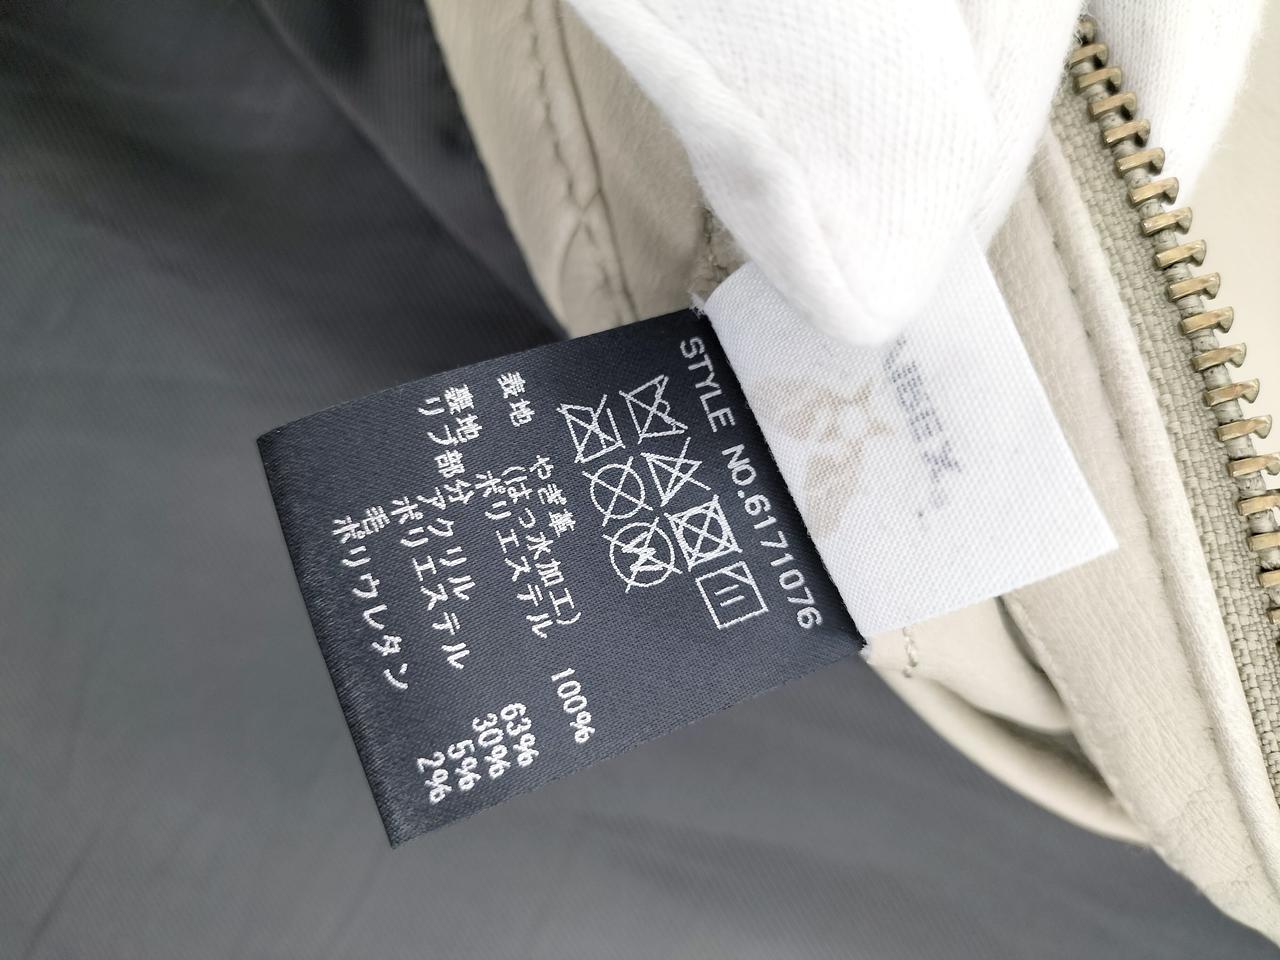 STYLE NO.6171076
表地 やぎ革
(はっ水加工)
裏地 ポリエステル 100%
リブ部分 アクリル 63%
ポリエステル 30%
毛 5%
ポリウレタン 2%